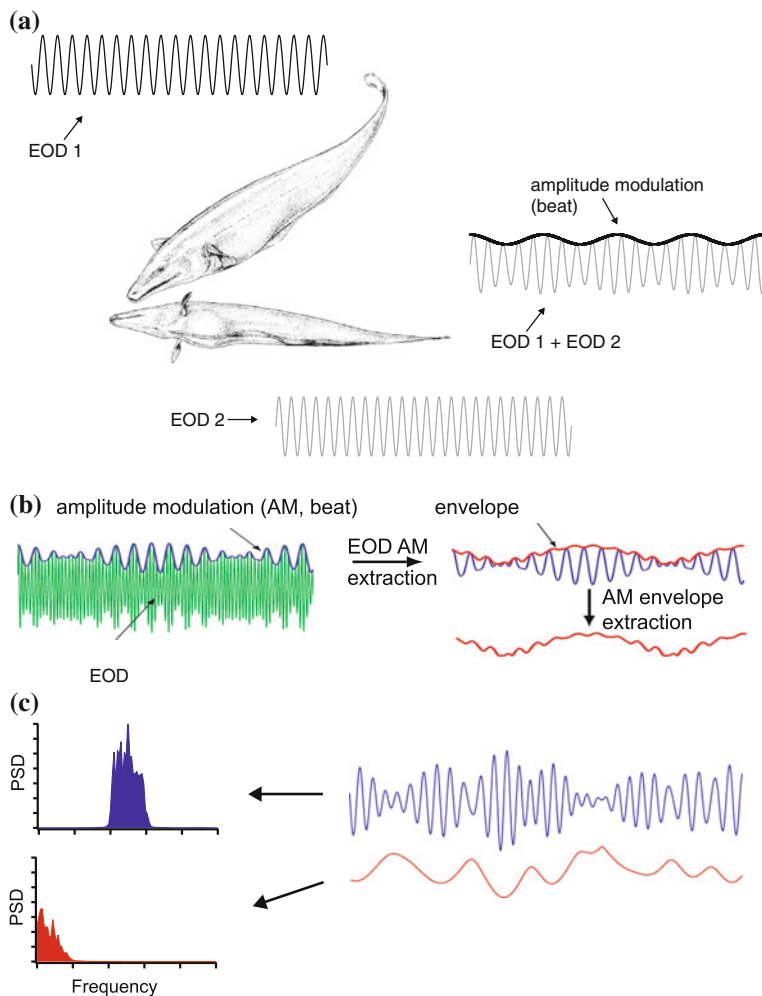 (a)
EOD 1
amplitude modulation
(beat)
EOD 1 + EOD 2
EOD 2
(b)
amplitude modulation (AM, beat)
envelope
EOD AM
extraction
AM envelope
extraction
EOD
(c)
PSD
PSD
Frequency